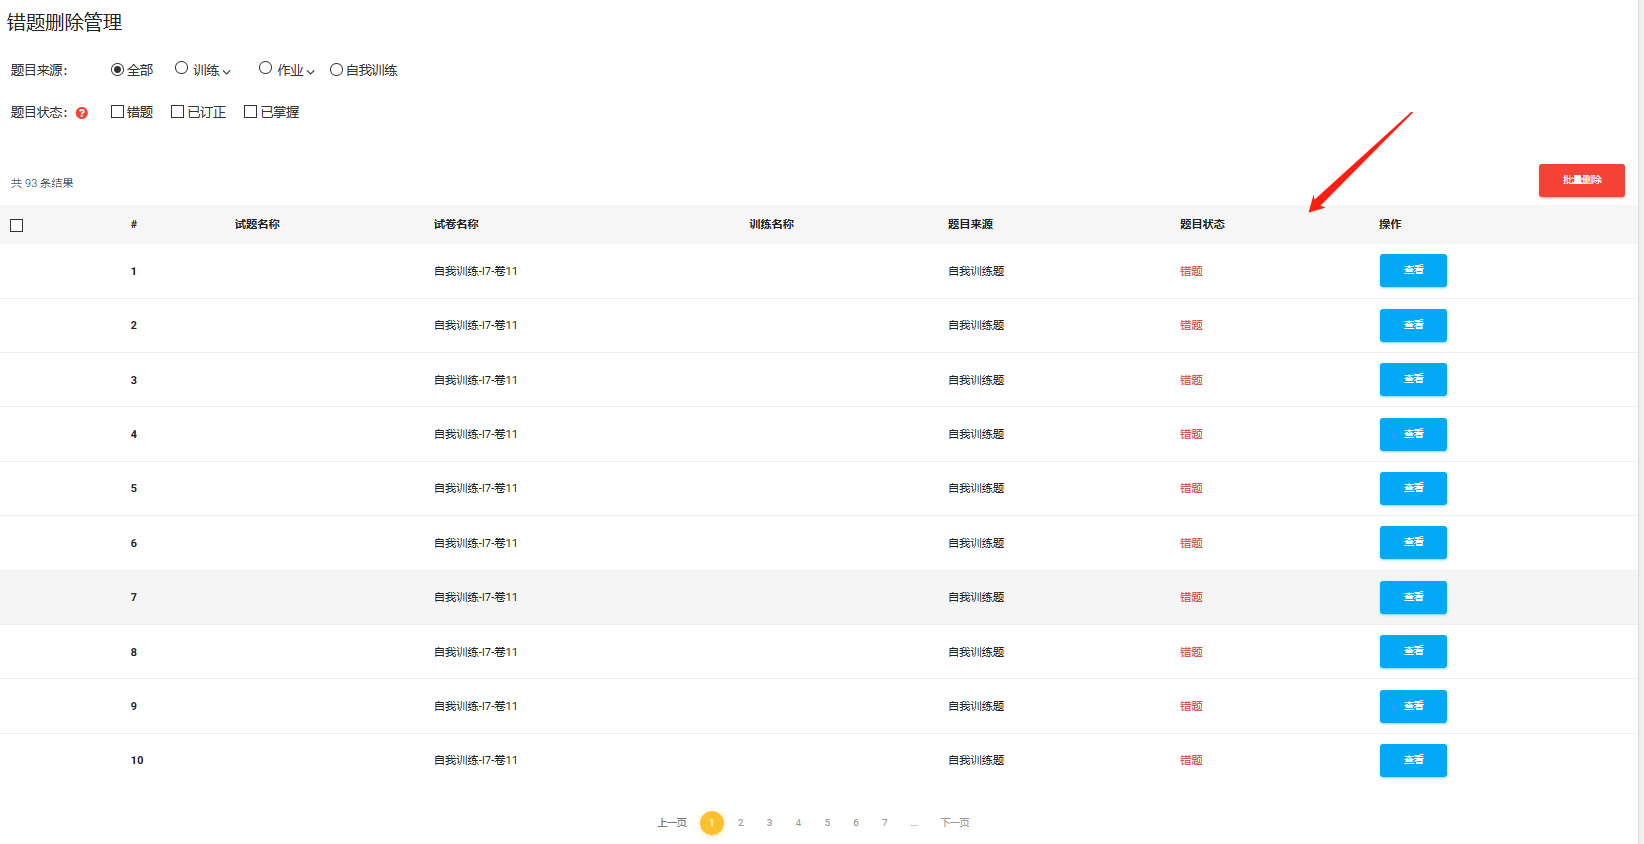 错题删除管理
题目来源： 全部 训练 作业 自我训练
题目状态： ? 错题 已订正 已掌握
共 93 条结果 批量删除
# 试题名称 试卷名称 训练名称 题目来源 题目状态 操作
1 自我训练-I7-卷11 自我训练题 错题 查看
2 自我训练-I7-卷11 自我训练题 错题 查看
3 自我训练-I7-卷11 自我训练题 错题 查看
4 自我训练-I7-卷11 自我训练题 错题 查看
5 自我训练-I7-卷11 自我训练题 错题 查看
6 自我训练-I7-卷11 自我训练题 错题 查看
7 自我训练-I7-卷11 自我训练题 错题 查看
8 自我训练-I7-卷11 自我训练题 错题 查看
9 自我训练-I7-卷11 自我训练题 错题 查看
10 自我训练-I7-卷11 自我训练题 错题 查看
上一页 1 2 3 4 5 6 7 ... 下一页